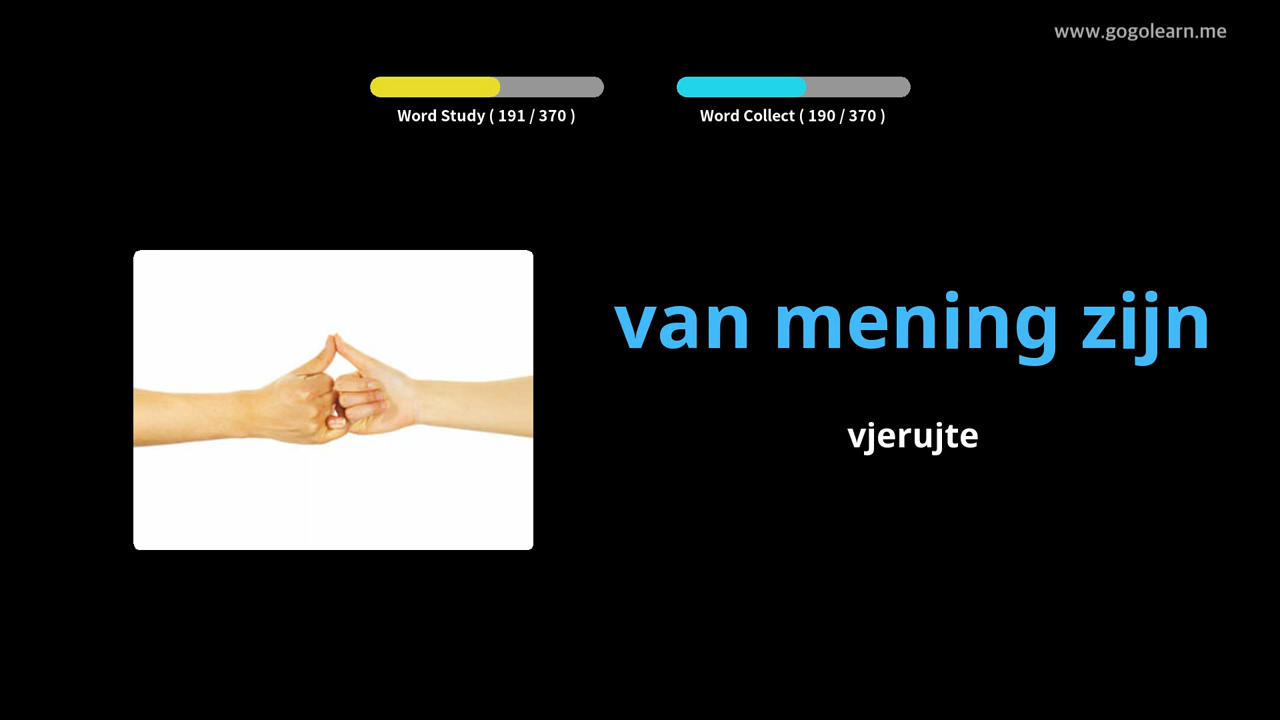 www.gogolearn.me
Word Study ( 191 / 370 )
Word Collect ( 190 / 370 )
van mening zijn
vjerujte